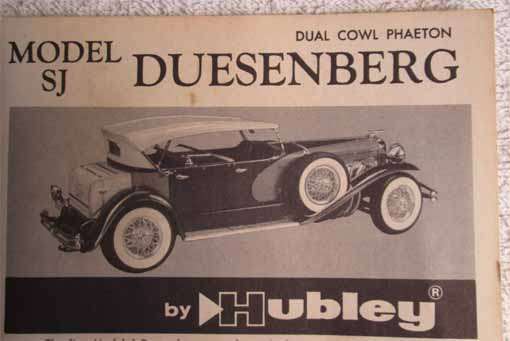 DUAL COWL PHAETON
MODEL SJ DUESENBERG
by Hubley®